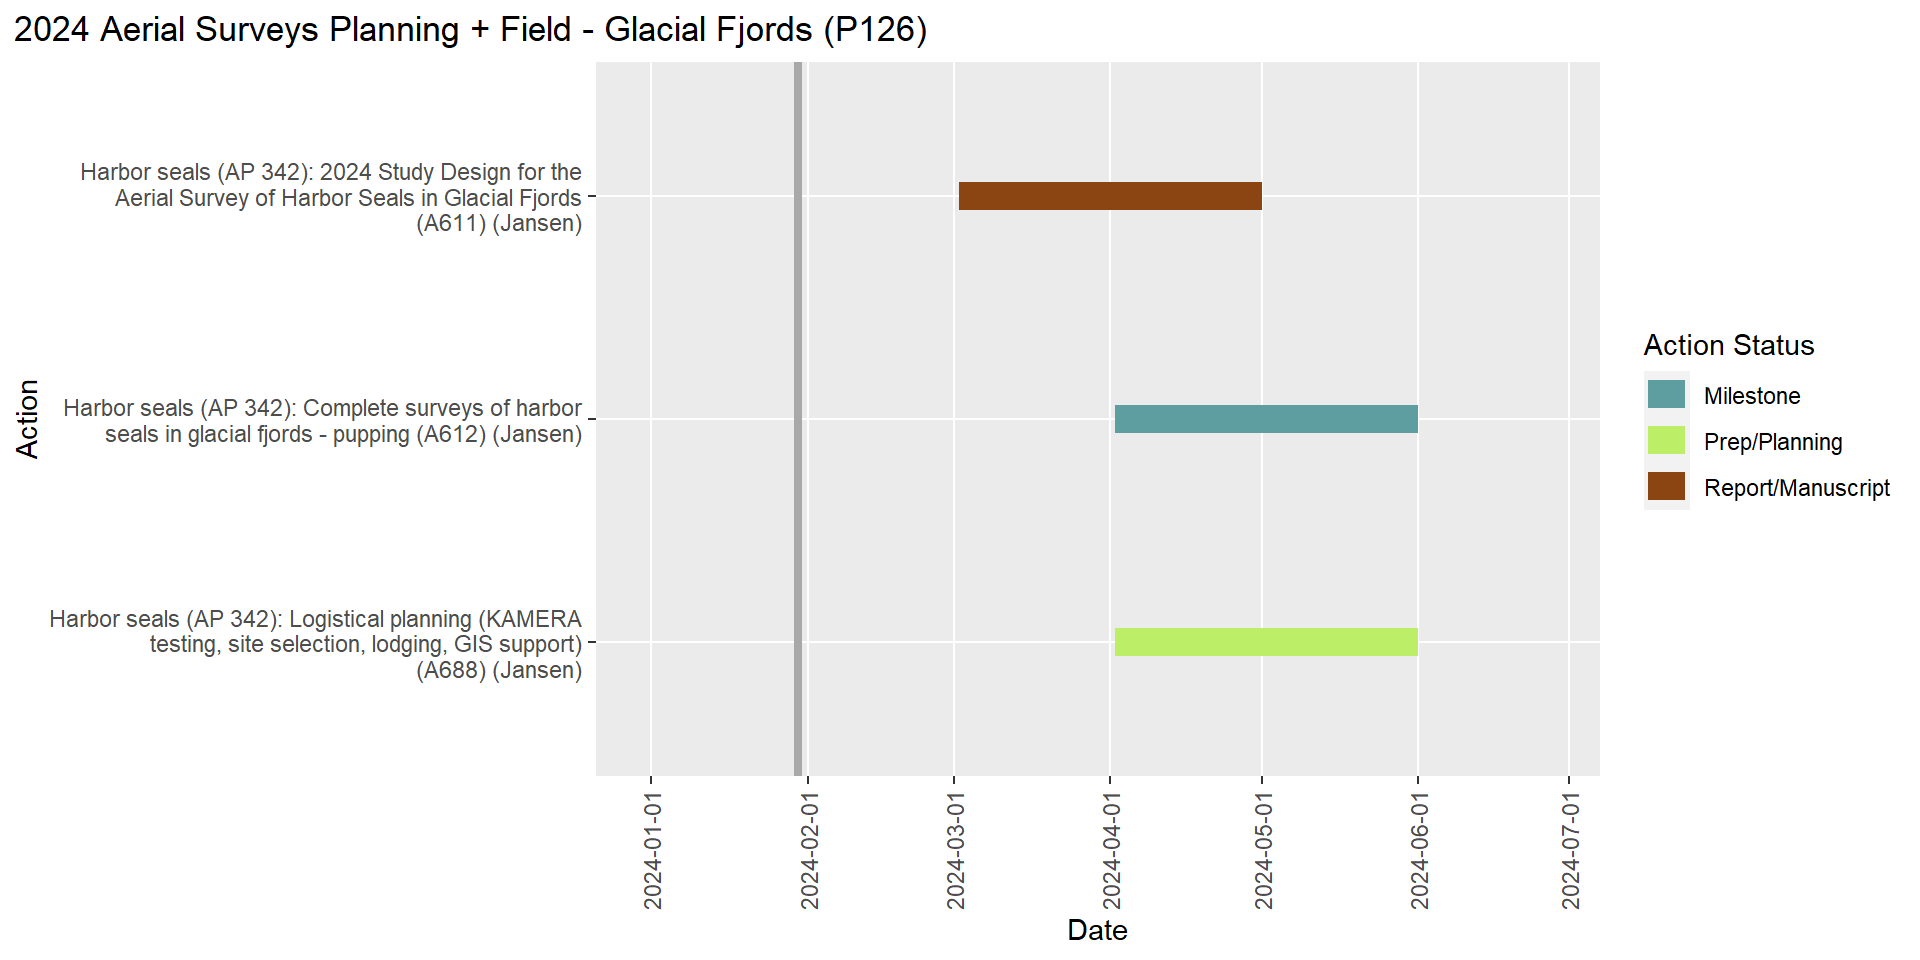 2024 Aerial Surveys Planning + Field - Glacial Fjords (P126)
Harbor seals (AP 342): 2024 Study Design for the
Aerial Survey of Harbor Seals in Glacial Fjords
(A611) (Jansen)
Harbor seals (AP 342): Complete surveys of harbor
seals in glacial fjords - pupping (A612) (Jansen)
Harbor seals (AP 342): Logistical planning (KAMERA
testing, site selection, lodging, GIS support)
(A688) (Jansen)
Action
2024-01-01
2024-02-01
2024-03-01
2024-04-01
2024-05-01
2024-06-01
2024-07-01
Date
Action Status
Milestone
Prep/Planning
Report/Manuscript